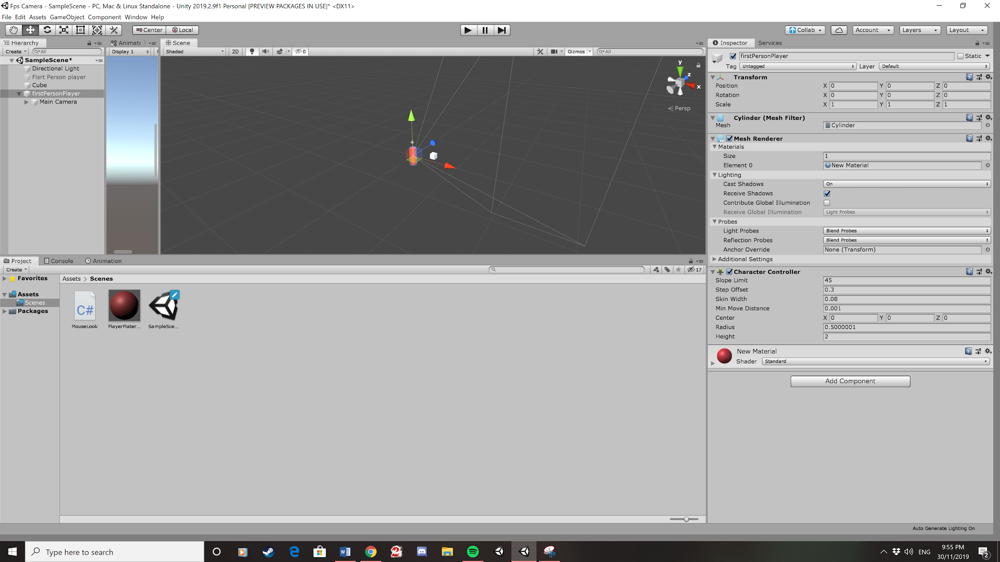 Fps Camera - SampleScene - PC, Mac & Linux Standalone - Unity 2019.2.9f1 Personal [PREVIEW PACKAGES IN USE]* <DX11>
File Edit Assets GameObject Component Window Help
Center Local Collab Account Layers Layout
Hierarchy
Create All
SampleScene*
Directional Light
Fisrt Person player
Cube
firstPersonPlayer
Main Camera
Animatc
Display 1
Scene
Shaded 2D 0 Gizmos All
y
z
x
Persp
Inspector Services
firstPersonPlayer Static
Tag Untagged Layer Default
Transform
Position X 0 Y 0 Z 0
Rotation X 0 Y 0 Z 0
Scale X 1 Y 1 Z 1
Cylinder (Mesh Filter)
Mesh Cylinder
Mesh Renderer
Materials
Size 1
Element 0 New Material
Lighting
Cast Shadows On
Receive Shadows
Contribute Global Illumination
Receive Global Illumination Light Probes
Probes
Light Probes Blend Probes
Reflection Probes Blend Probes
Anchor Override None (Transform)
Additional Settings
Character Controller
Slope Limit 45
Step Offset 0.3
Skin Width 0.08
Min Move Distance 0.001
Center X 0 Y 0 Z 0
Radius 0.5000001
Height 2
New Material
Shader Standard
Add Component
Project Console Animation
Create 17
Favorites
Assets
Scenes
Packages
Assets > Scenes
C#
MouseLook PlayerMater... SampleSce...
Auto Generate Lighting On
Type here to search
ENG
9:55 PM
30/11/2019
2